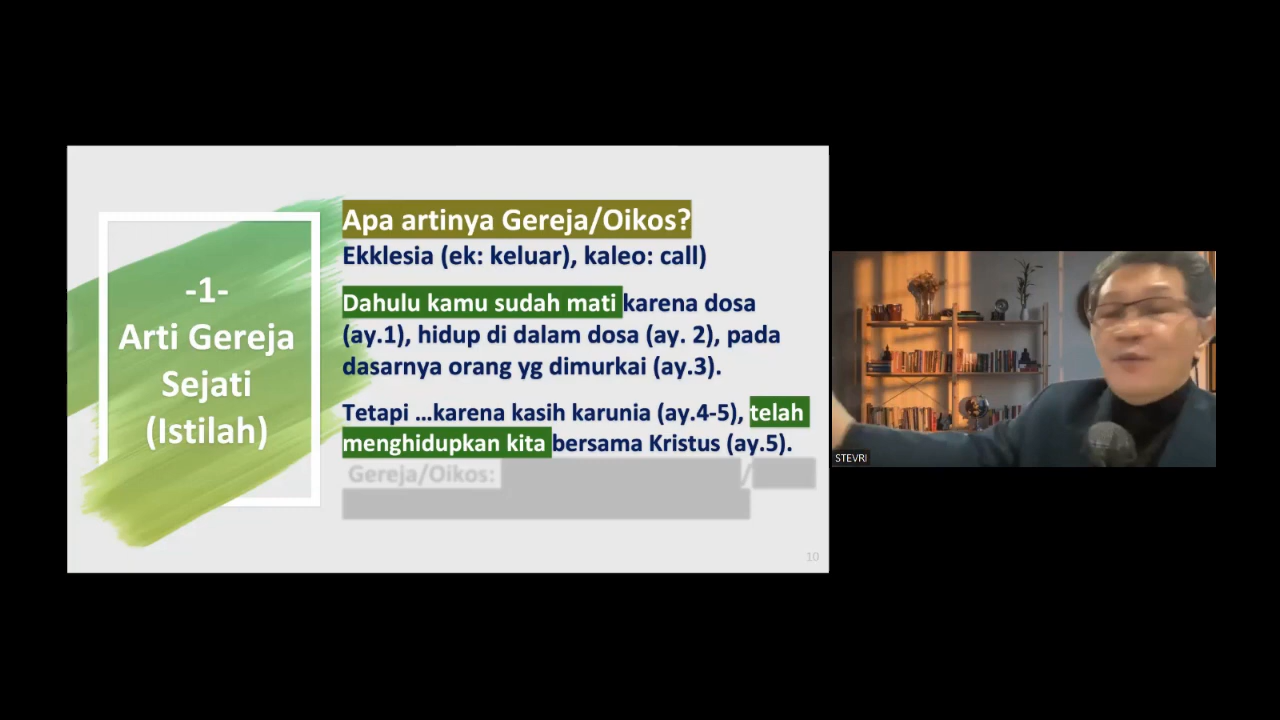 -1-
Arti Gereja
Sejati
(Istilah)
Apa artinya Gereja/Oikos?
Ekklesia (ek: keluar), kaleo: call)
Dahulu kamu sudah mati karena dosa
(ay.1), hidup di dalam dosa (ay. 2), pada
dasarnya orang yg dimurkai (ay.3).
Tetapi ...karena kasih karunia (ay.4-5), telah
menghidupkan kita bersama Kristus (ay.5).
Gereja/Oikos: /
10
STEVRI